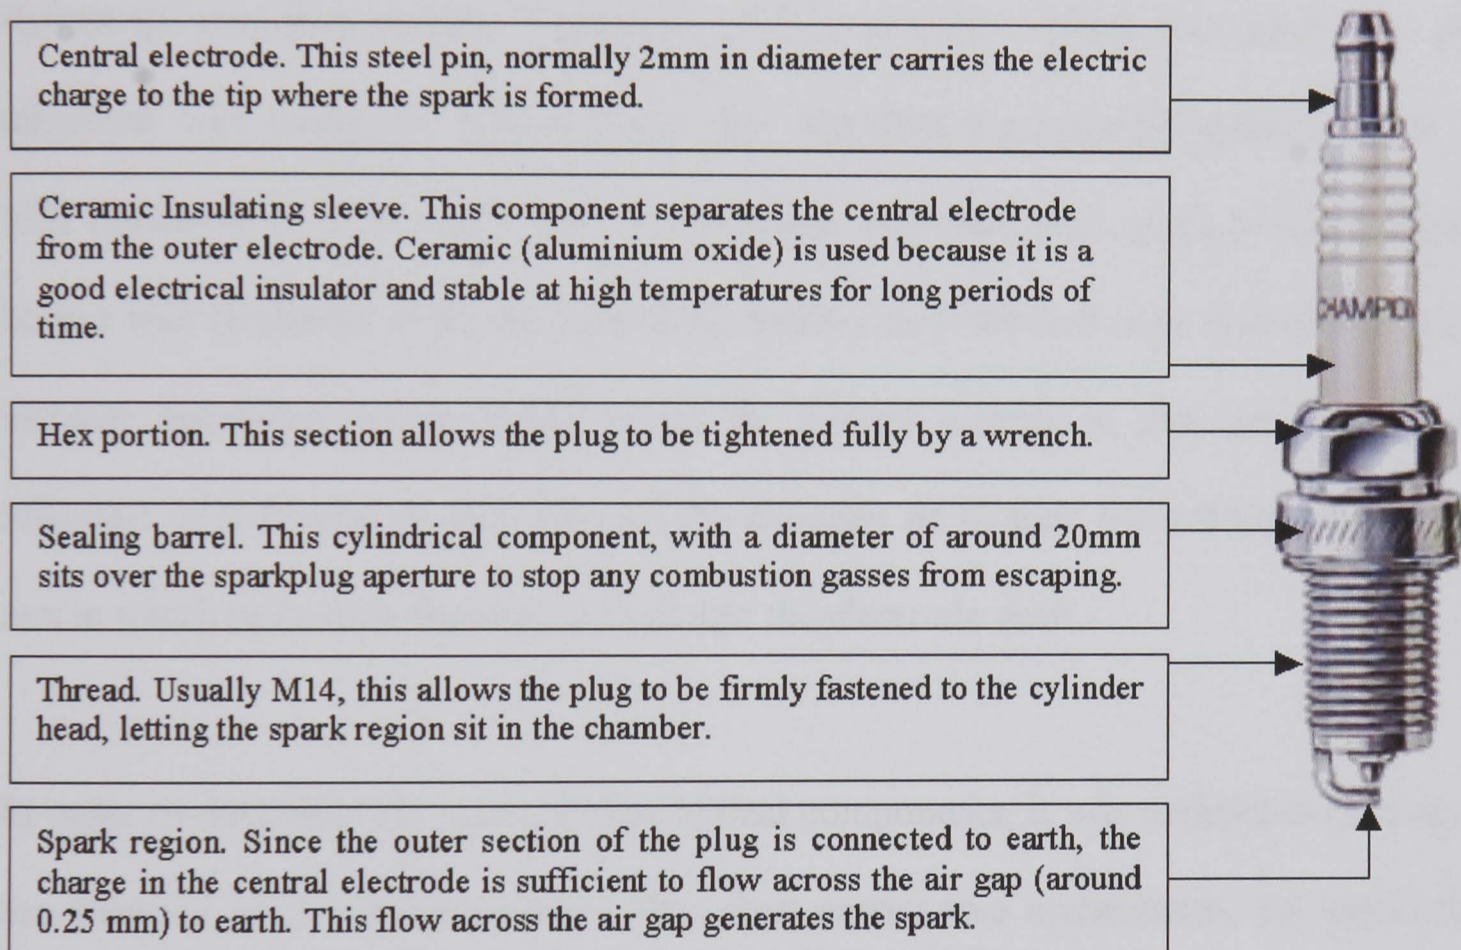 Central electrode. This steel pin, normally 2mm in diameter carries the electric
charge to the tip where the spark is formed.
Ceramic Insulating sleeve. This component separates the central electrode
from the outer electrode. Ceramic (aluminium oxide) is used because it is a
good electrical insulator and stable at high temperatures for long periods of
time.
CHAMPION
Hex portion. This section allows the plug to be tightened fully by a wrench.
Sealing barrel. This cylindrical component, with a diameter of around 20mm
sits over the sparkplug aperture to stop any combustion gasses from escaping.
Thread. Usually M14, this allows the plug to be firmly fastened to the cylinder
head, letting the spark region sit in the chamber.
Spark region. Since the outer section of the plug is connected to earth, the
charge in the central electrode is sufficient to flow across the air gap (around
0.25 mm) to earth. This flow across the air gap generates the spark.